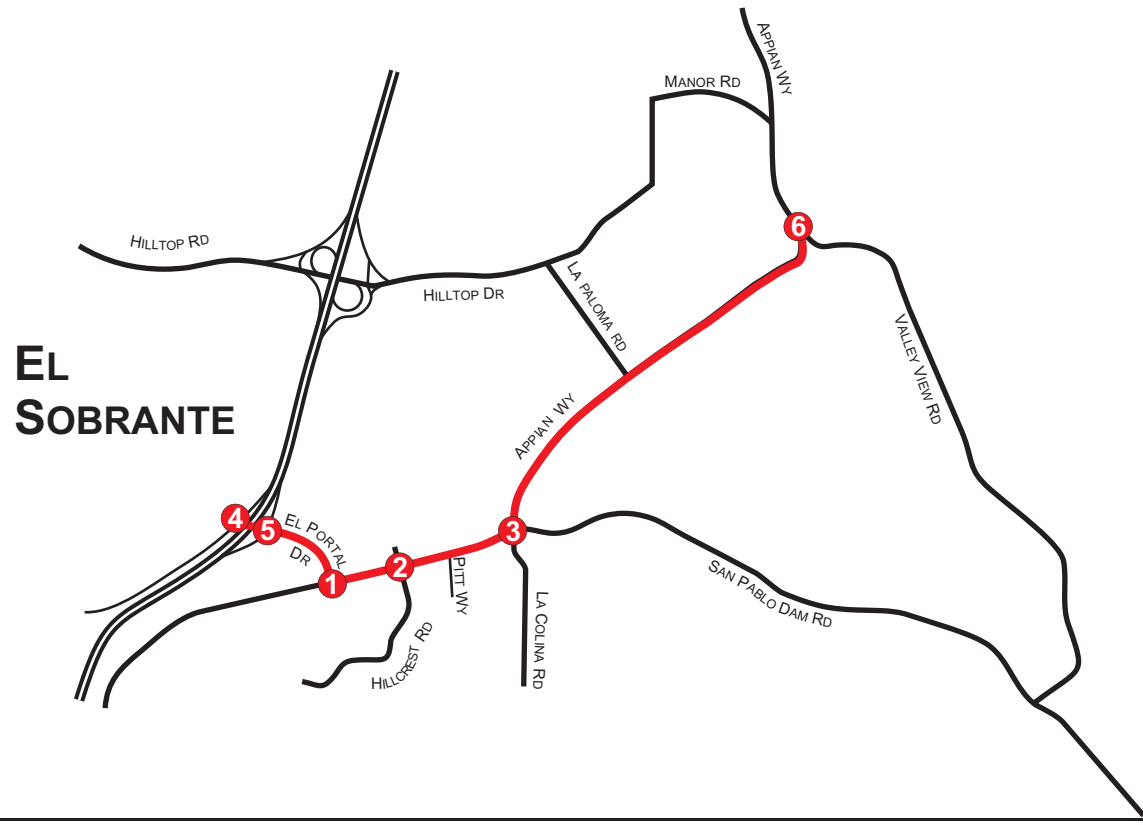 APPIAN WY
MANOR RD
HILLTOP RD
6
HILLTOP DR
LA PALOMA RD
VALLEY VIEW RD
EL
SOBRANTE
APPIAN WY
4
5
EL PORTAL
DR
3
2
1
PITT WY
SAN PABLO DAM RD
LA COLINA RD
HILLCREST RD